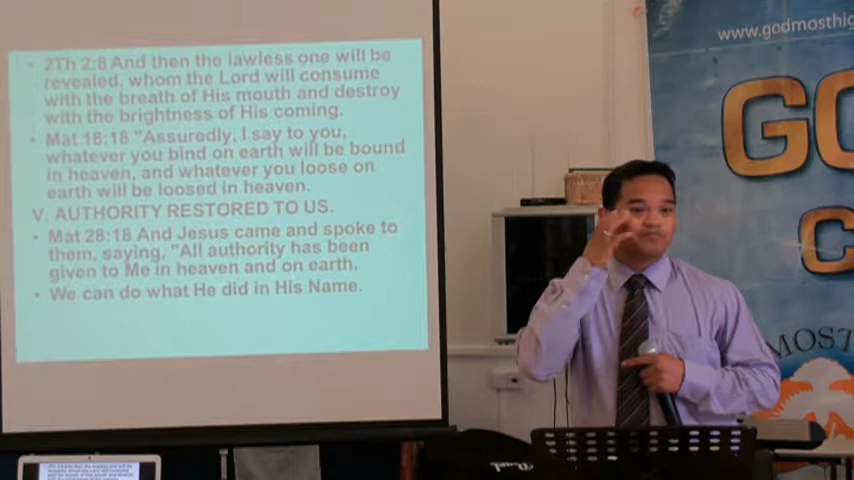 • 2Th 2:8 And then the lawless one will be
revealed, whom the Lord will consume
with the breath of His mouth and destroy
with the brightness of His coming.
• Mat 18:18 "Assuredly, I say to you,
whatever you bind on earth will be bound
in heaven, and whatever you loose on
earth will be loosed in heaven.
V. AUTHORITY RESTORED TO US.
• Mat 28:18 And Jesus came and spoke to
them, saying, "All authority has been
given to Me in heaven and on earth.
• We can do what He did in His Name.
www.godmosthig
GO
C
MOST